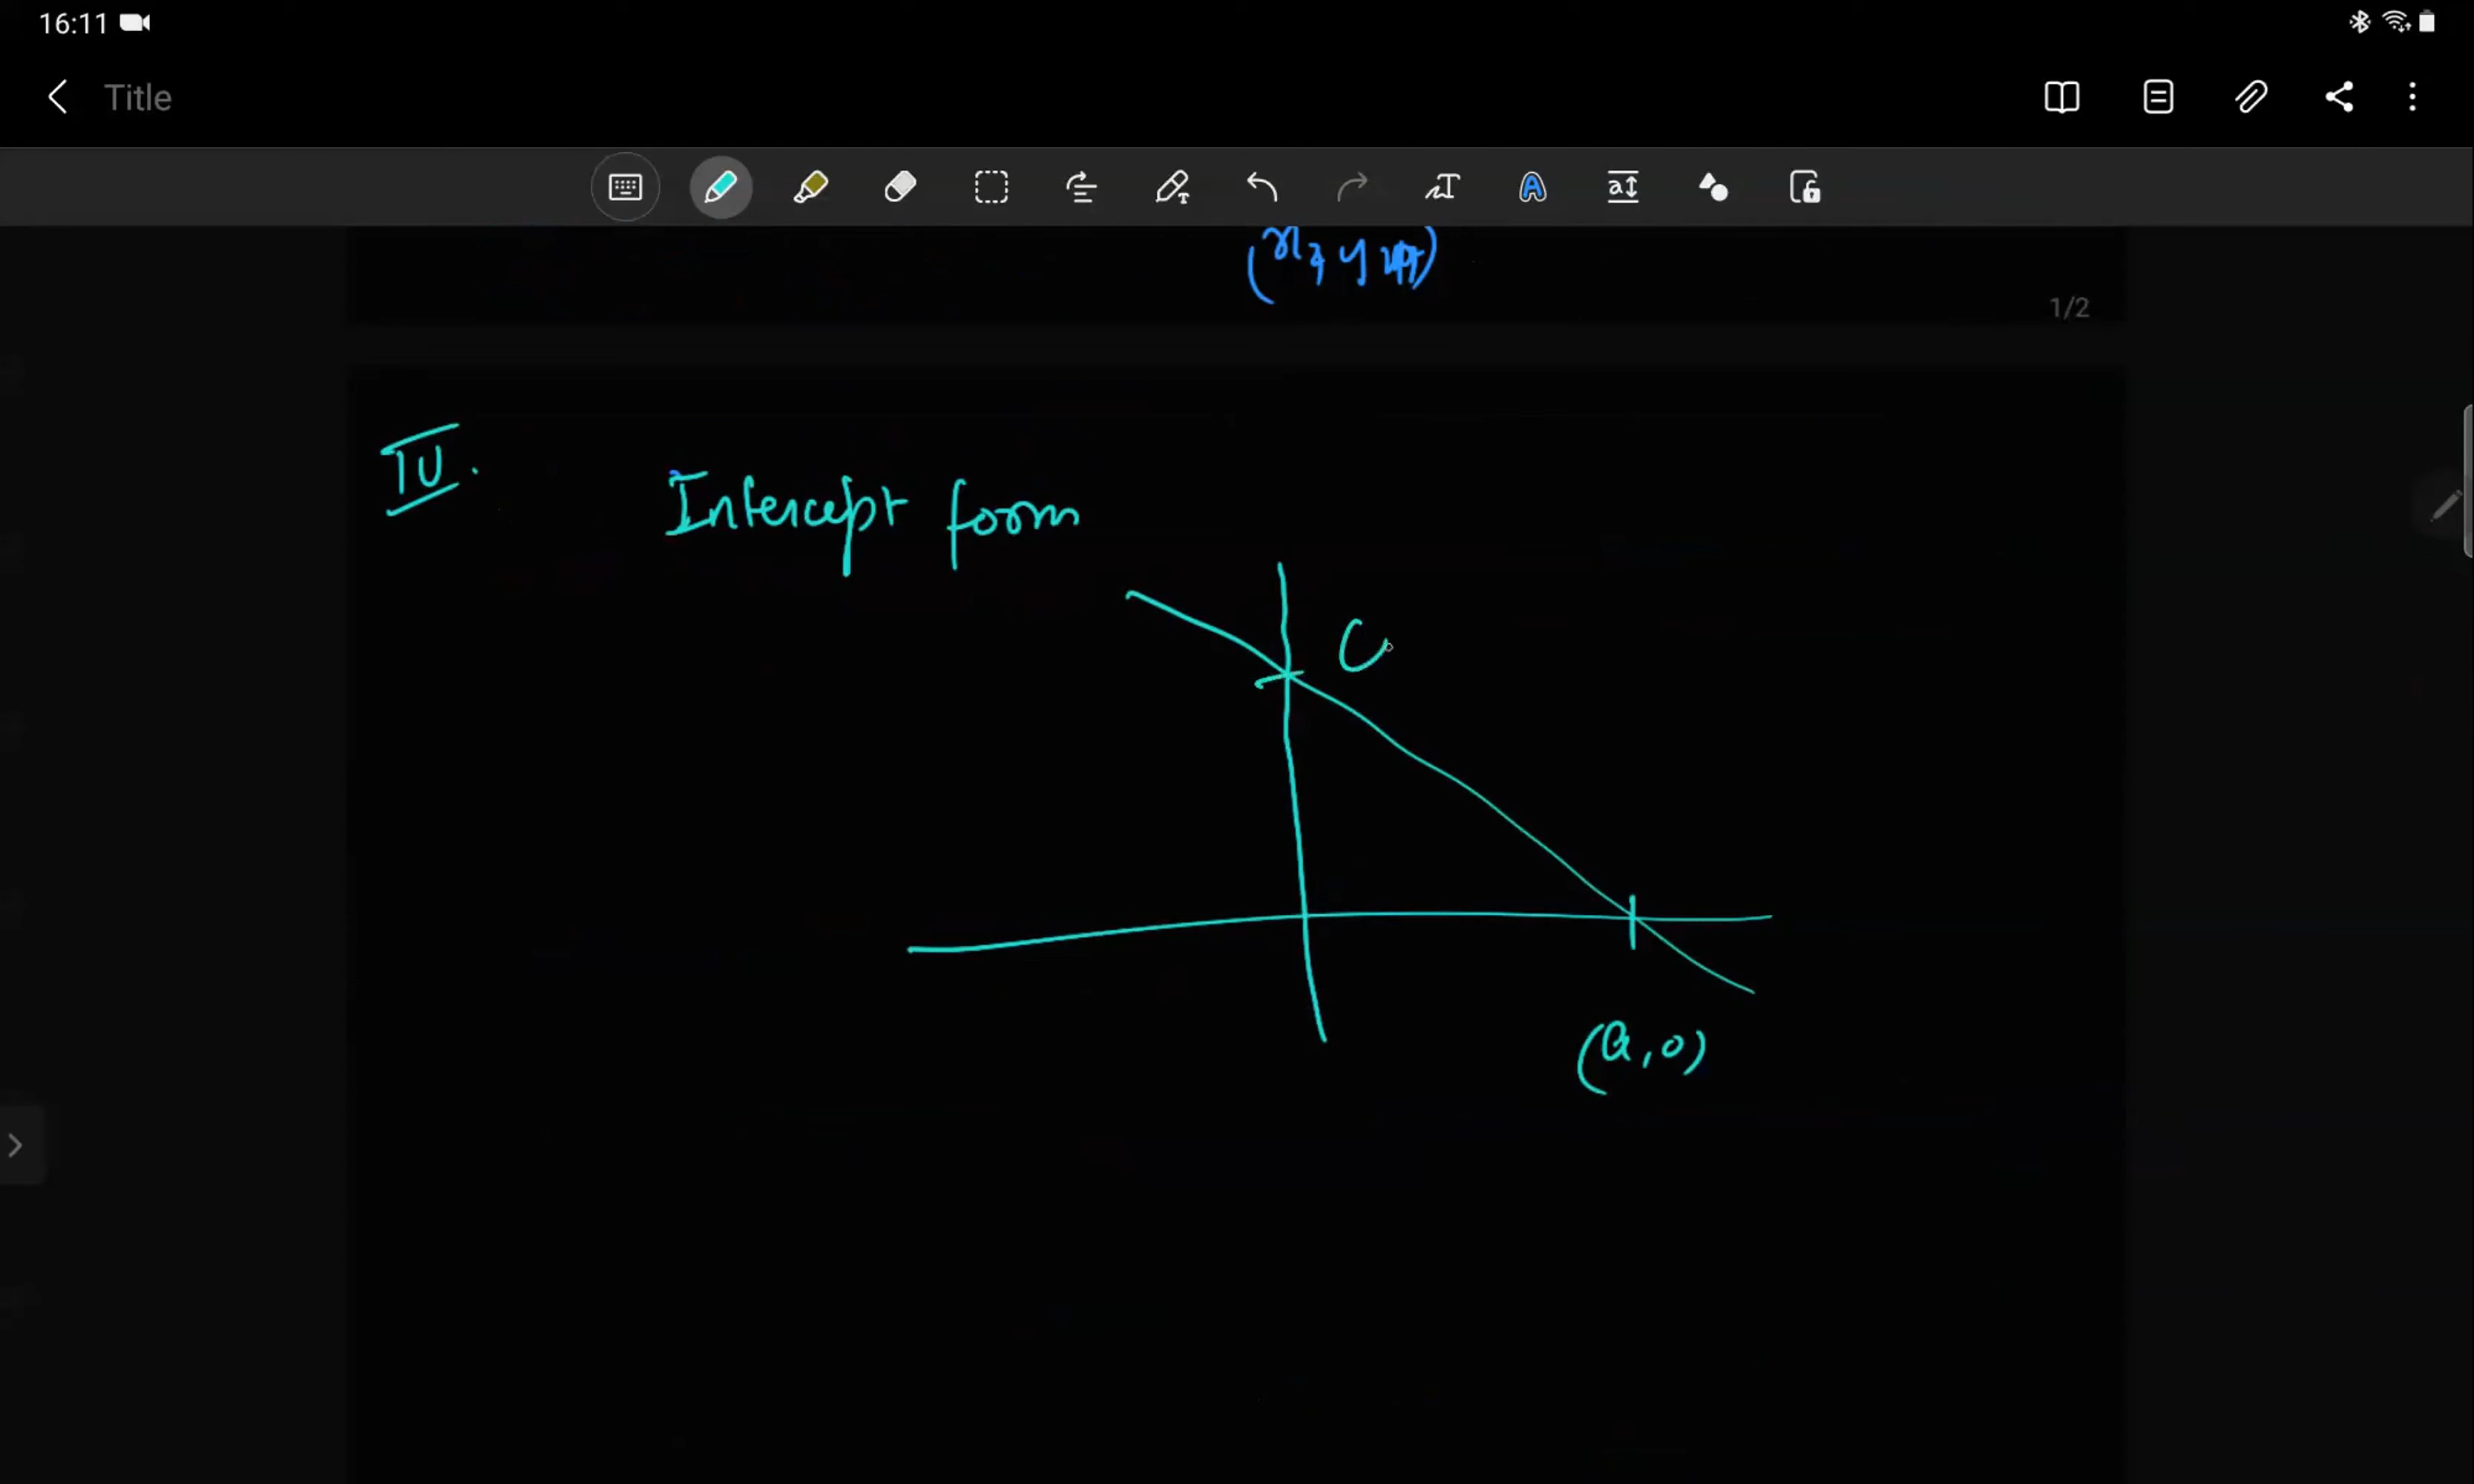 16:11
Title
(x, y
1/2
IV.
Intercept form
C
(a,0)